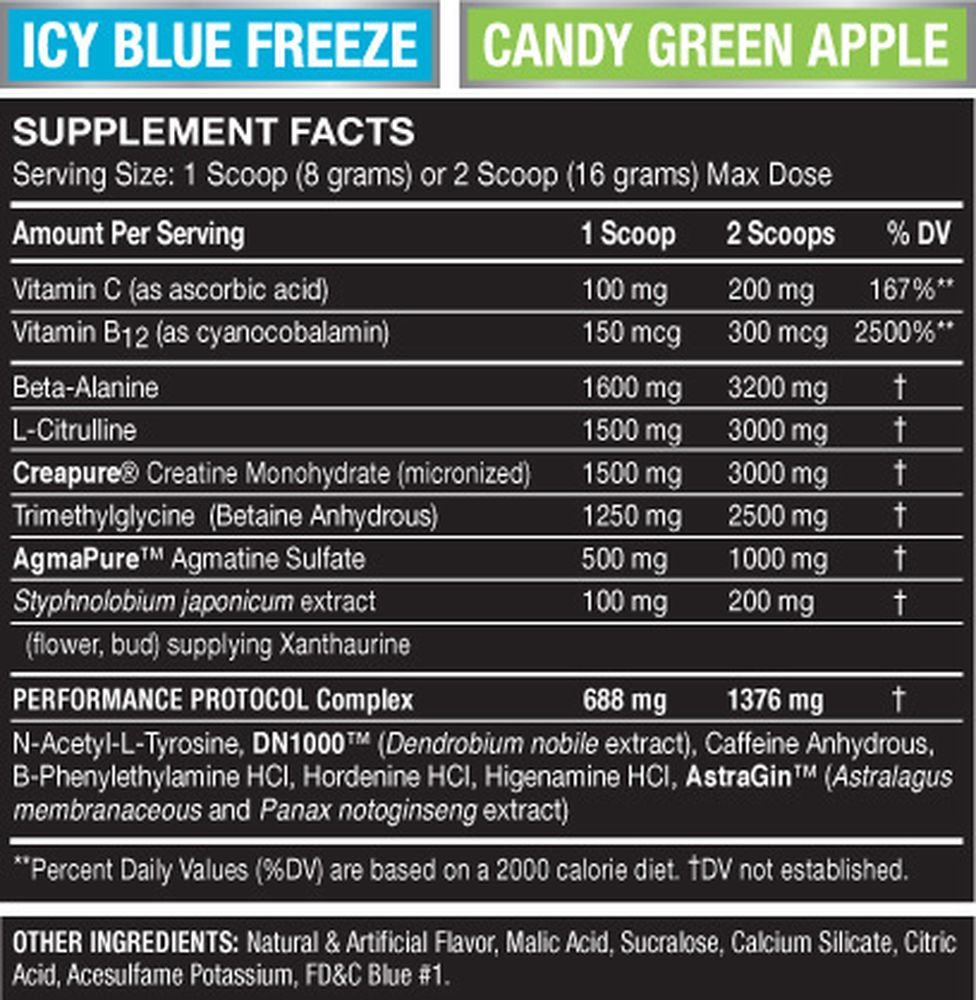 ICY BLUE FREEZE
CANDY GREEN APPLE
SUPPLEMENT FACTS
Serving Size: 1 Scoop (8 grams) or 2 Scoop (16 grams) Max Dose
Amount Per Serving 1 Scoop 2 Scoops % DV
Vitamin C (as ascorbic acid) 100 mg 200 mg 167%**
Vitamin B12 (as cyanocobalamin) 150 mcg 300 mcg 2500%**
Beta-Alanine 1600 mg 3200 mg †
L-Citrulline 1500 mg 3000 mg †
Creapure® Creatine Monohydrate (micronized) 1500 mg 3000 mg †
Trimethylglycine (Betaine Anhydrous) 1250 mg 2500 mg †
AgmaPure™ Agmatine Sulfate 500 mg 1000 mg †
Styphnolobium japonicum extract 100 mg 200 mg †
(flower, bud) supplying Xanthaurine
PERFORMANCE PROTOCOL Complex 688 mg 1376 mg †
N-Acetyl-L-Tyrosine, DN1000™ (Dendrobium nobile extract), Caffeine Anhydrous,
B-Phenylethylamine HCl, Hordenine HCl, Higenamine HCl, AstraGin™ (Astralagus
membranaceous and Panax notoginseng extract)
**Percent Daily Values (%DV) are based on a 2000 calorie diet. †DV not established.
OTHER INGREDIENTS: Natural & Artificial Flavor, Malic Acid, Sucralose, Calcium Silicate, Citric
Acid, Acesulfame Potassium, FD&C Blue #1.